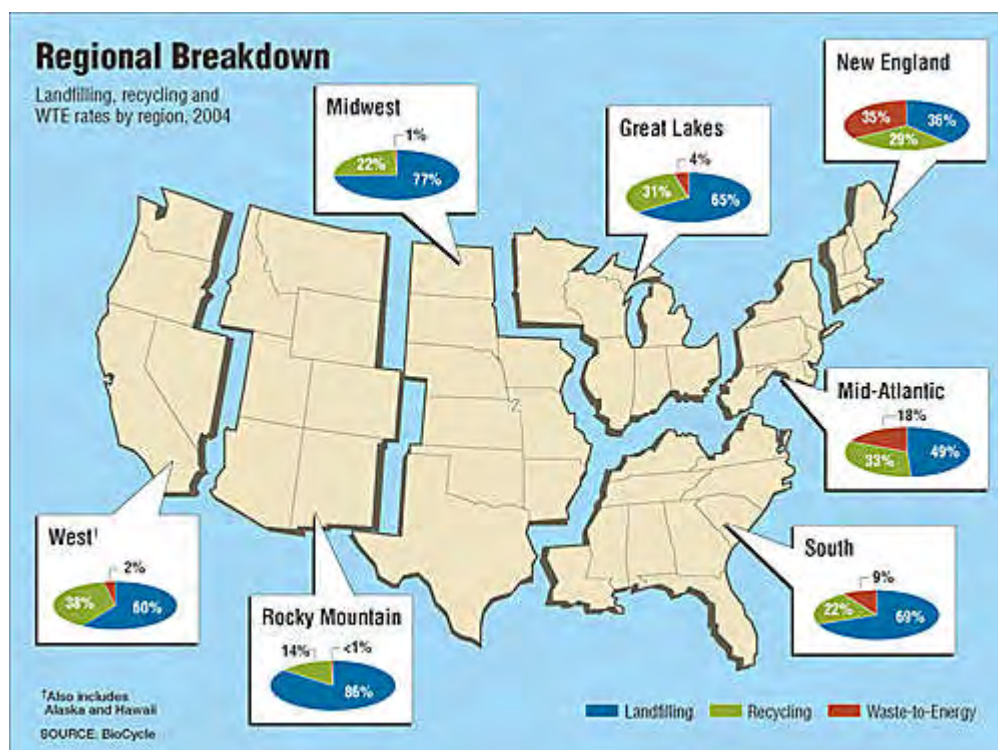 Regional Breakdown
Landfilling, recycling and
WTE rates by region, 2004
Midwest
1%
22%
77%
Great Lakes
4%
31%
65%
New England
35%
36%
29%
Mid-Atlantic
18%
33%
49%
West†
2%
38%
60%
Rocky Mountain
14%
<1%
86%
South
9%
22%
69%
†Also includes
Alaska and Hawaii
SOURCE: BioCycle
Landfilling
Recycling
Waste-to-Energy